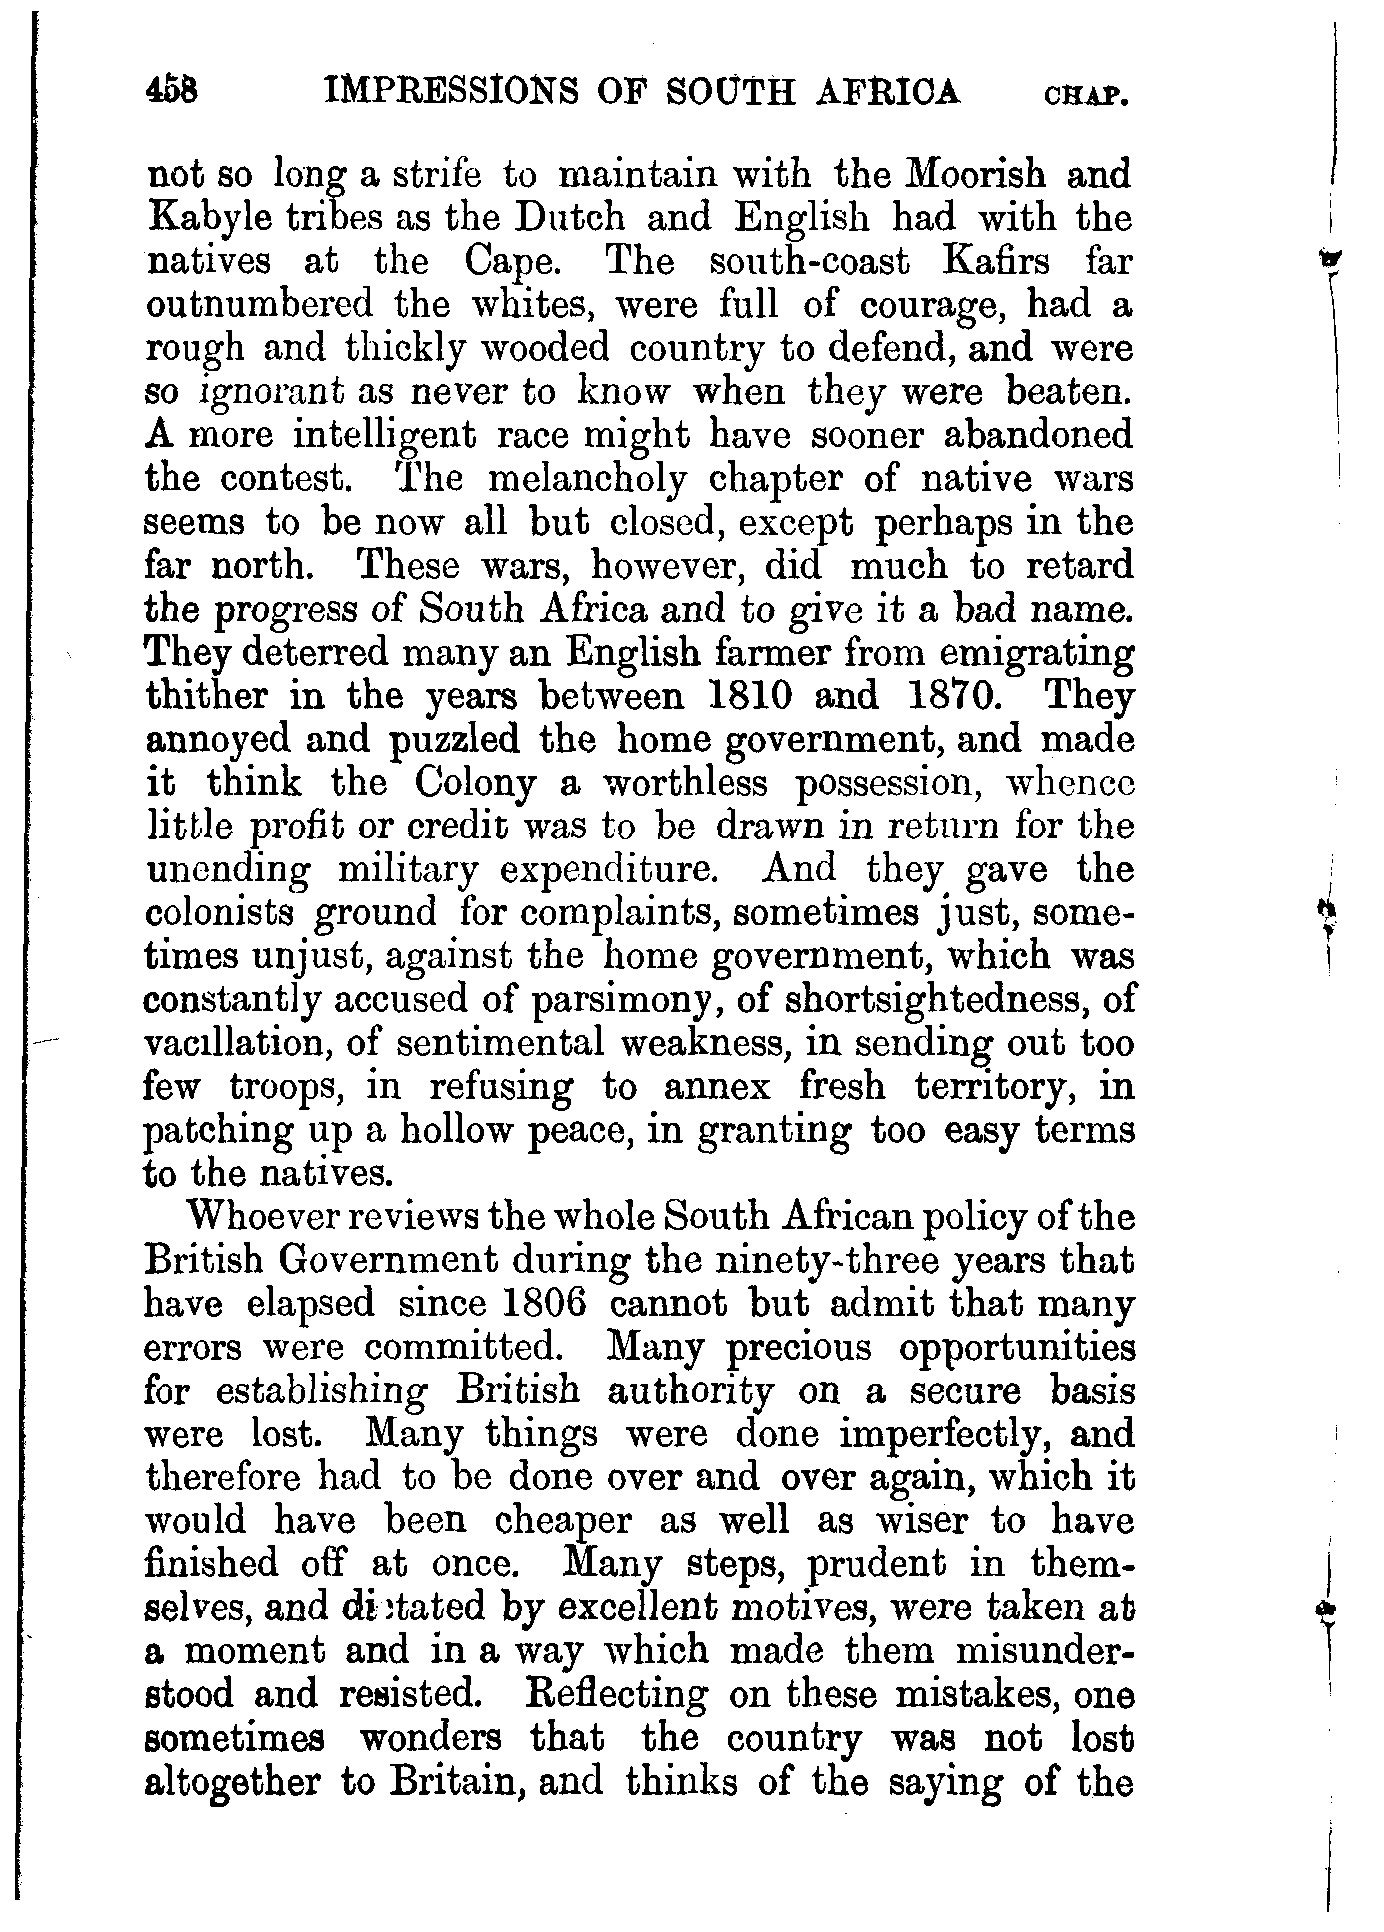 458 IMPRESSIONS OF SOUTH AFRICA CHAP.
not so long a strife to maintain with the Moorish and
Kabyle tribes as the Dutch and English had with the
natives at the Cape. The south-coast Kafirs far
outnumbered the whites, were full of courage, had a
rough and thickly wooded country to defend, and were
so ignorant as never to know when they were beaten.
A more intelligent race might have sooner abandoned
the contest. The melancholy chapter of native wars
seems to be now all but closed, except perhaps in the
far north. These wars, however, did much to retard
the progress of South Africa and to give it a bad name.
They deterred many an English farmer from emigrating
thither in the years between 1810 and 1870. They
annoyed and puzzled the home government, and made
it think the Colony a worthless possession, whence
little profit or credit was to be drawn in return for the
unending military expenditure. And they gave the
colonists ground for complaints, sometimes just, some-
times unjust, against the home government, which was
constantly accused of parsimony, of shortsightedness, of
vacillation, of sentimental weakness, in sending out too
few troops, in refusing to annex fresh territory, in
patching up a hollow peace, in granting too easy terms
to the natives.
Whoever reviews the whole South African policy of the
British Government during the ninety-three years that
have elapsed since 1806 cannot but admit that many
errors were committed. Many precious opportunities
for establishing British authority on a secure basis
were lost. Many things were done imperfectly, and
therefore had to be done over and over again, which it
would have been cheaper as well as wiser to have
finished off at once. Many steps, prudent in them-
selves, and dictated by excellent motives, were taken at
a moment and in a way which made them misunder-
stood and resisted. Reflecting on these mistakes, one
sometimes wonders that the country was not lost
altogether to Britain, and thinks of the saying of the